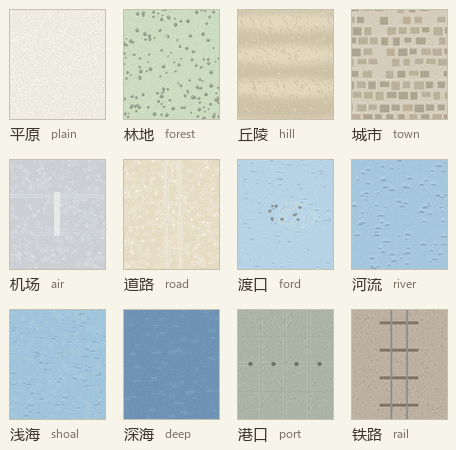 平原 plain
林地 forest
丘陵 hill
城市 town
机场 air
道路 road
渡口 ford
河流 river
浅海 shoal
深海 deep
港口 port
铁路 rail